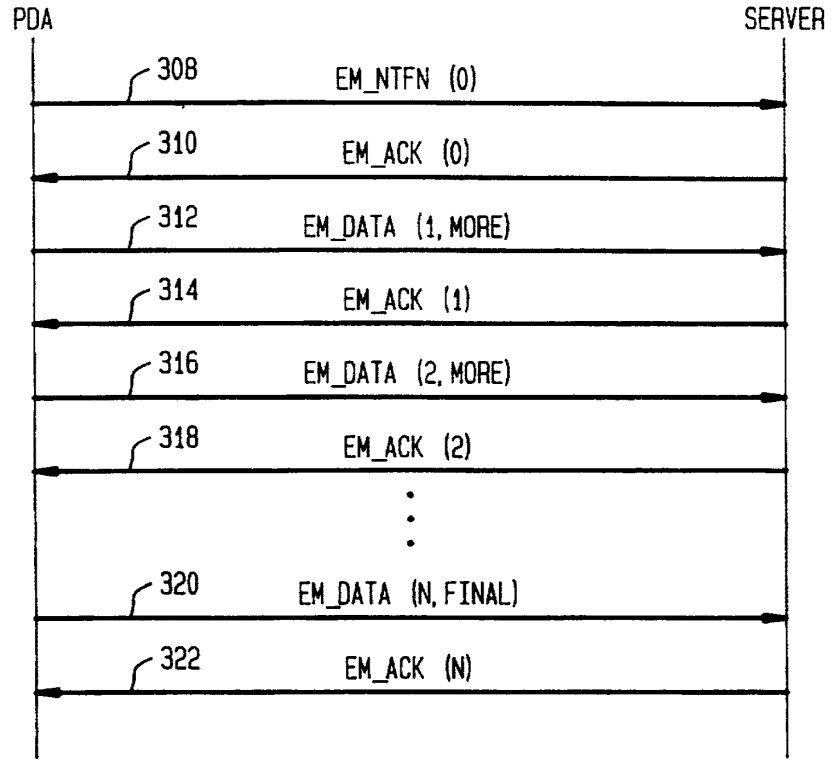 PDA SERVER
308 EM_NTFN (0)
310 EM_ACK (0)
312 EM_DATA (1, MORE)
314 EM_ACK (1)
316 EM_DATA (2, MORE)
318 EM_ACK (2)
320 EM_DATA (N, FINAL)
322 EM_ACK (N)